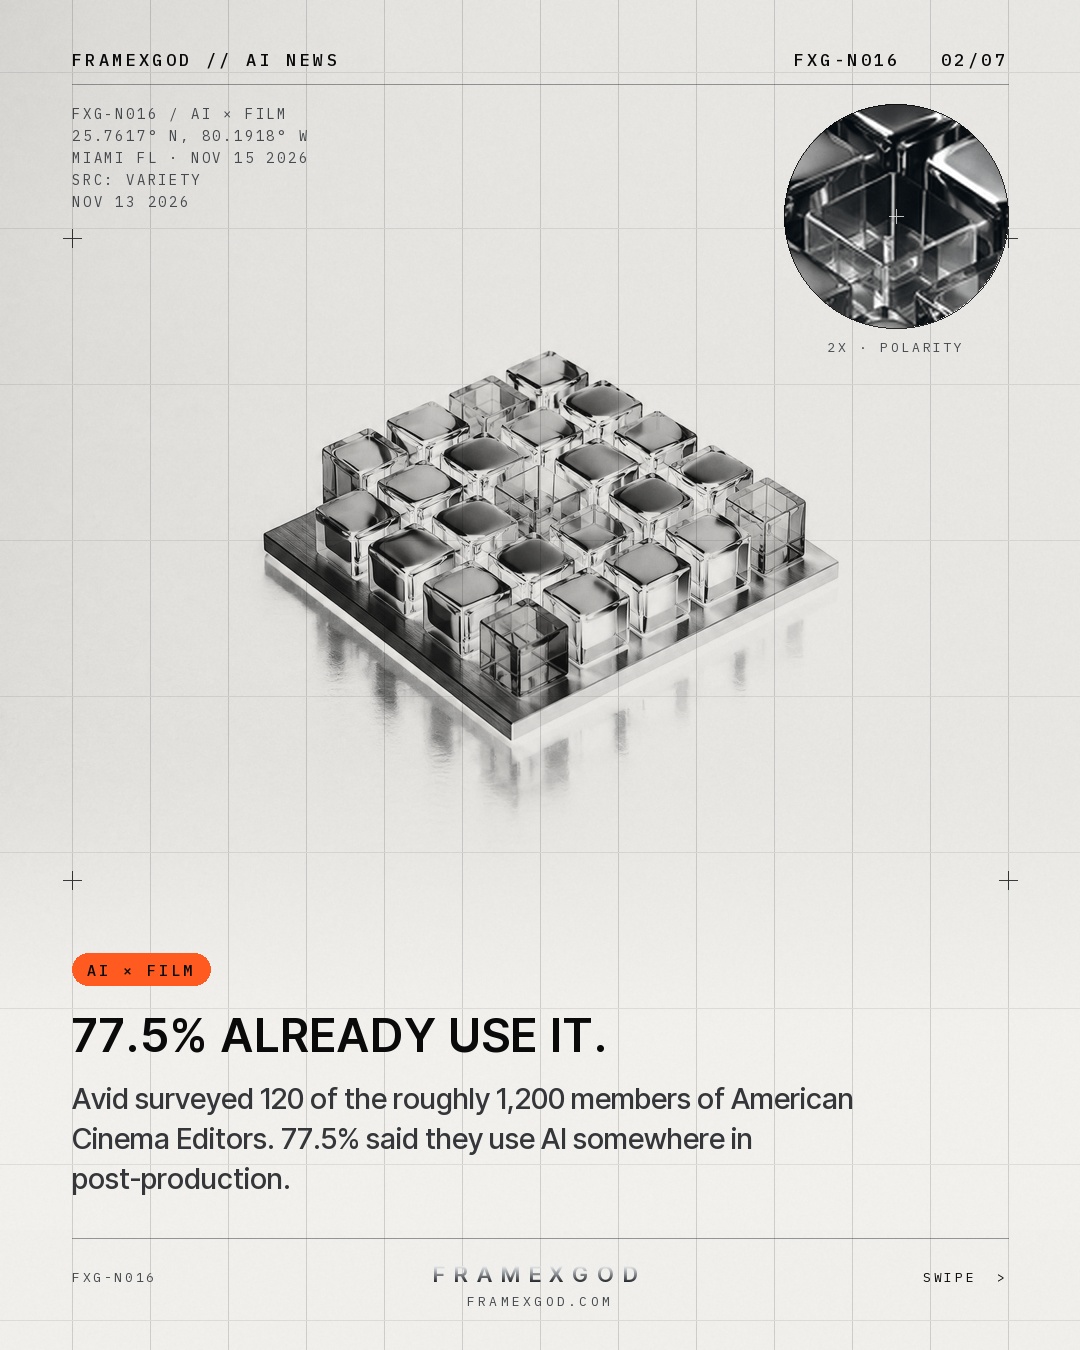 FRAMEXGOD // AI NEWS
FXG-N016 02/07
FXG-N016 / AI × FILM
25.7617° N, 80.1918° W
MIAMI FL · NOV 15 2026
SRC: VARIETY
NOV 13 2026
2X · POLARITY
AI × FILM
77.5% ALREADY USE IT.
Avid surveyed 120 of the roughly 1,200 members of American
Cinema Editors. 77.5% said they use AI somewhere in
post-production.
FXG-N016
FRAMEXGOD
FRAMEXGOD.COM
SWIPE >